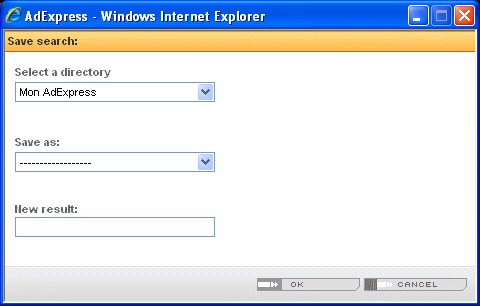 AdExpress - Windows Internet Explorer
Save search:
Select a directory
Mon AdExpress
Save as:
------------------
New result:
OK
CANCEL